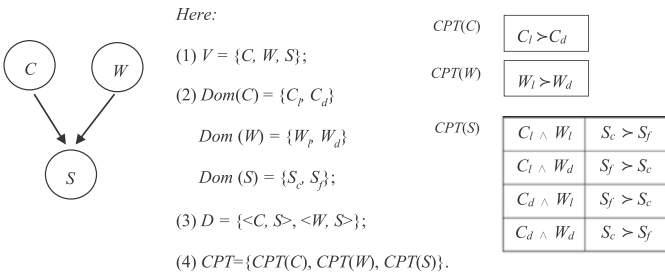 C
W
S
Here:
(1) V = {C, W, S};
(2) Dom(C) = {C_l, C_d}
Dom (W) = {W_l, W_d}
Dom (S) = {S_c, S_f};
(3) D = {<C, S>, <W, S>};
(4) CPT={CPT(C), CPT(W), CPT(S)}.
CPT(C) C_l ≻ C_d
CPT(W) W_l ≻ W_d
CPT(S)
C_l ∧ W_l S_c ≻ S_f
C_l ∧ W_d S_f ≻ S_c
C_d ∧ W_l S_f ≻ S_c
C_d ∧ W_d S_c ≻ S_f